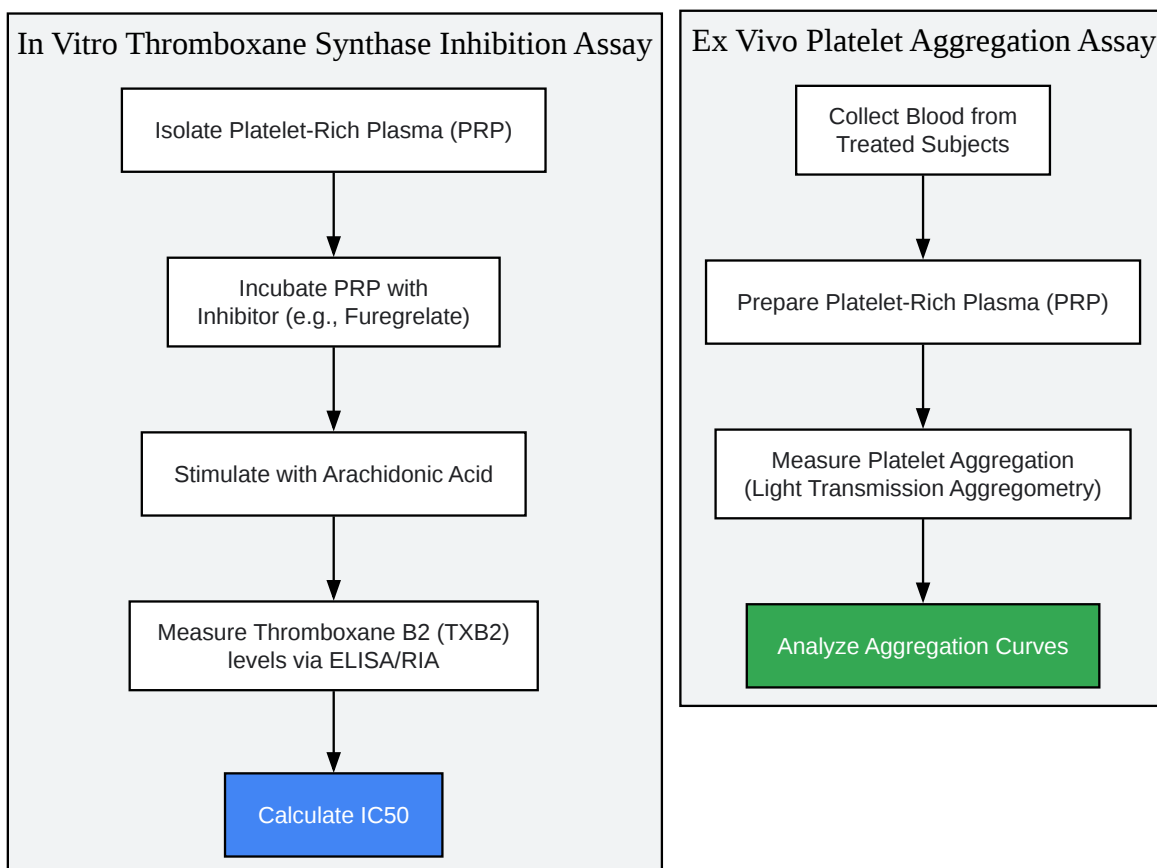 In Vitro Thromboxane Synthase Inhibition Assay
Isolate Platelet-Rich Plasma (PRP)
Incubate PRP with
Inhibitor (e.g., Furegrelate)
Stimulate with Arachidonic Acid
Measure Thromboxane B2 (TXB2)
levels via ELISA/RIA
Calculate IC50
Ex Vivo Platelet Aggregation Assay
Collect Blood from
Treated Subjects
Prepare Platelet-Rich Plasma (PRP)
Measure Platelet Aggregation
(Light Transmission Aggregometry)
Analyze Aggregation Curves